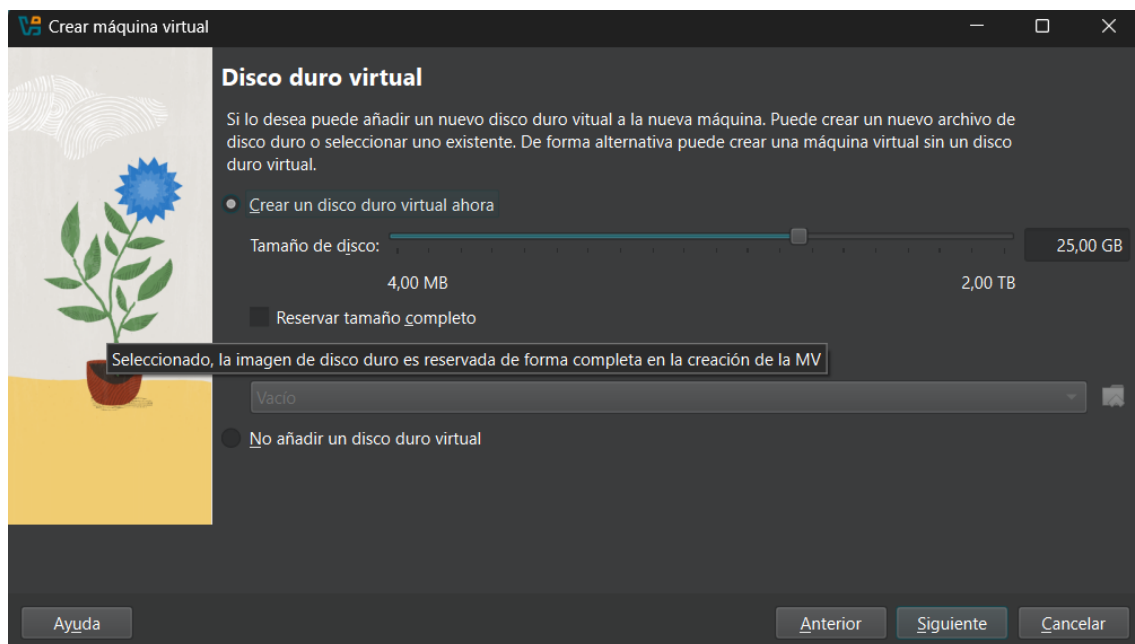 Crear máquina virtual
Disco duro virtual
Si lo desea puede añadir un nuevo disco duro vitual a la nueva máquina. Puede crear un nuevo archivo de
disco duro o seleccionar uno existente. De forma alternativa puede crear una máquina virtual sin un disco
duro virtual.
Crear un disco duro virtual ahora
Tamaño de disco:
25,00 GB
4,00 MB
2,00 TB
Reservar tamaño completo
Seleccionado, la imagen de disco duro es reservada de forma completa en la creación de la MV
Vacío
No añadir un disco duro virtual
Ayuda
Anterior
Siguiente
Cancelar